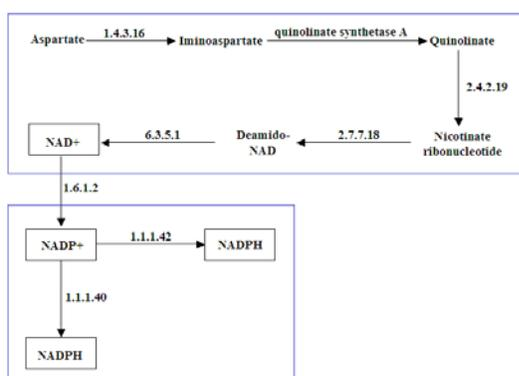 Aspartate 1.4.3.16 Iminoaspartate quinolinate synthetase A Quinolinate
2.4.2.19
NAD+ 6.3.5.1 Deamido-
NAD 2.7.7.18 Nicotinate
ribonucleotide
1.6.1.2
NADP+ 1.1.1.42 NADPH
1.1.1.40
NADPH